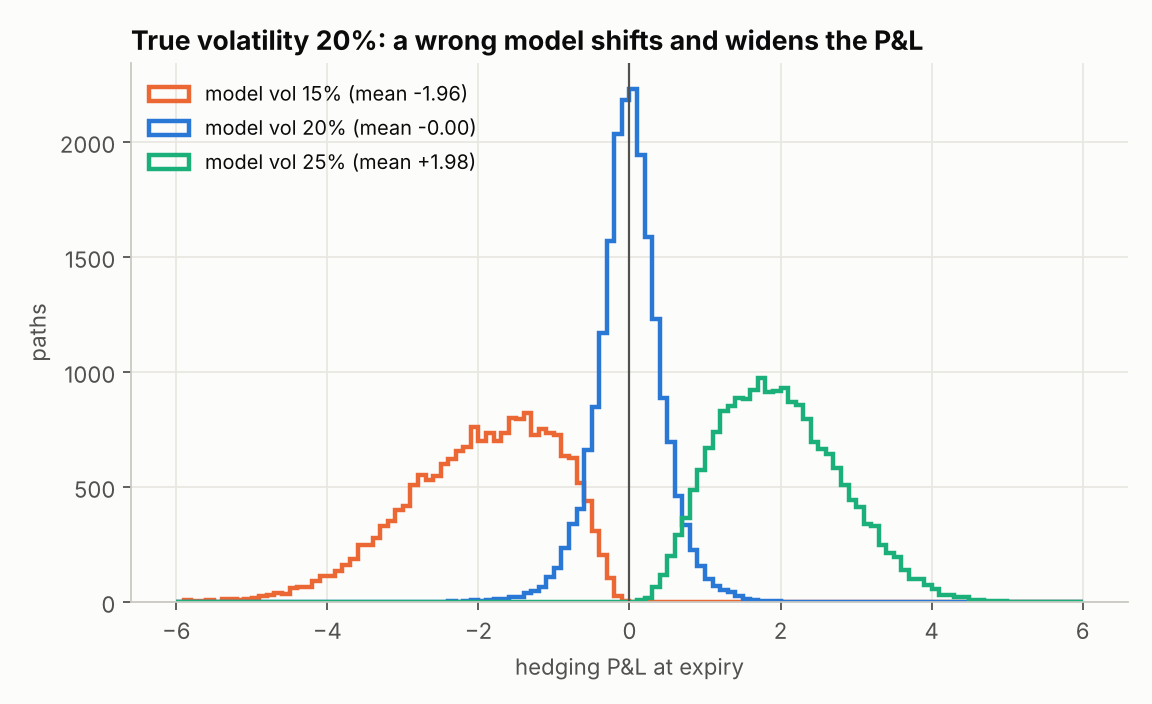 True volatility 20%: a wrong model shifts and widens the P&L
model vol 15% (mean -1.96)
model vol 20% (mean -0.00)
model vol 25% (mean +1.98)
2000
1500
1000
500
0
paths
−6
−4
−2
0
2
4
6
hedging P&L at expiry